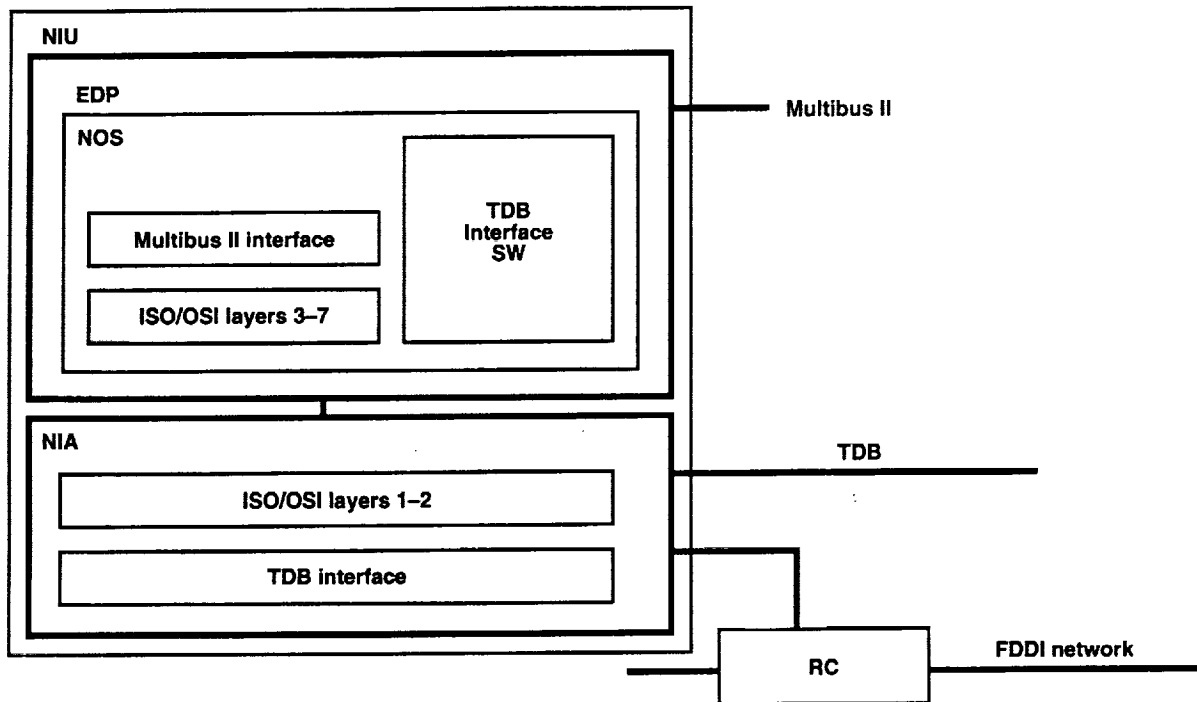 NIU
EDP
Multibus II
NOS
TDB
Interface
SW
Multibus II interface
ISO/OSI layers 3–7
NIA
TDB
ISO/OSI layers 1–2
TDB interface
RC
FDDI network